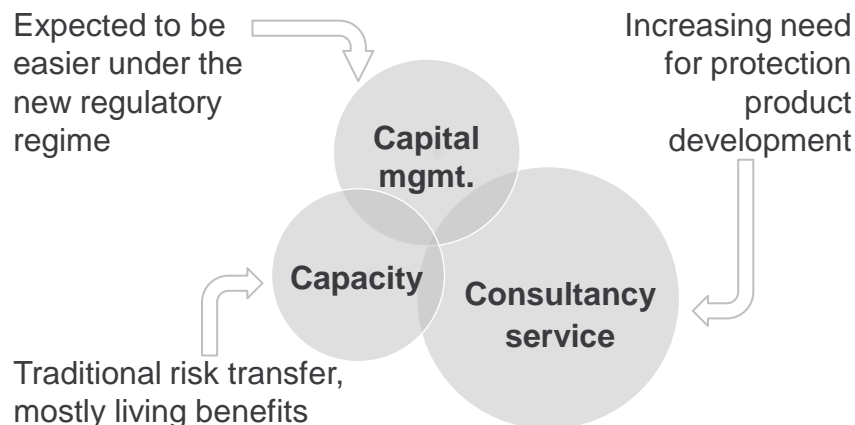 Expected to be
easier under the
new regulatory
regime
Increasing need
for protection
product
development
Capital
mgmt.
Capacity
Consultancy
service
Traditional risk transfer,
mostly living benefits